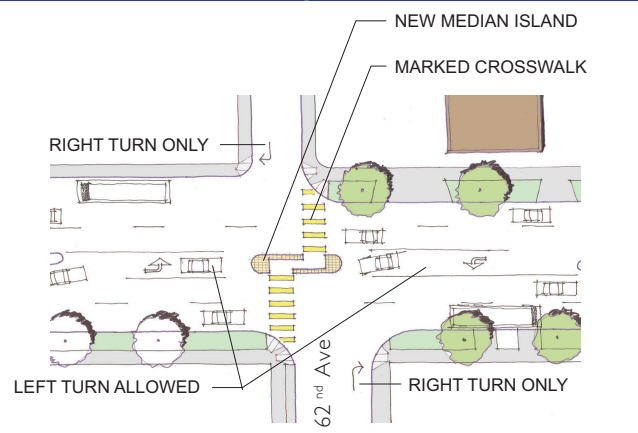 NEW MEDIAN ISLAND
MARKED CROSSWALK
RIGHT TURN ONLY
LEFT TURN ALLOWED
62nd Ave
RIGHT TURN ONLY